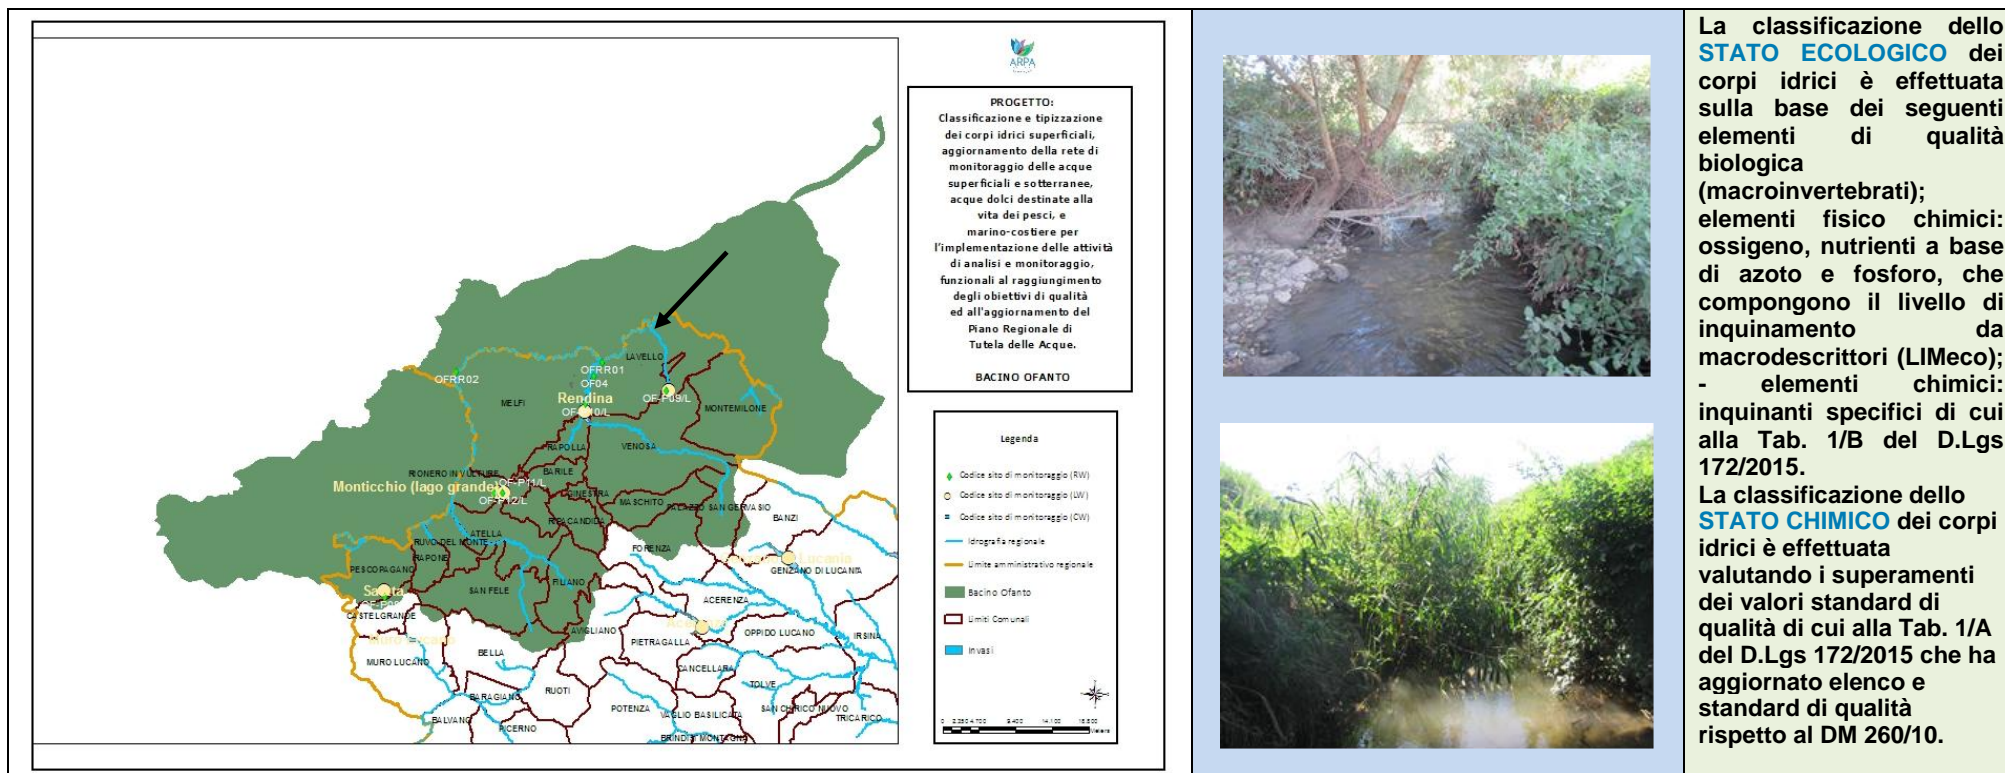 ARPA
PROGETTO:
Classificazione e tipizzazione
dei corpi idrici superficiali,
aggiornamento della rete di
monitoraggio delle acque
superficiali e sotterranee,
acque dolci destinate alla
vita dei pesci, e
marino-costiere per
l'implementazione delle attività
di analisi e monitoraggio,
funzionali al raggiungimento
degli obiettivi di qualità
ed all'aggiornamento del
Piano Regionale di
Tutela delle Acque.
BACINO OFANTO
Legenda
Codice sito di monitoraggio (RW)
Codice sito di monitoraggio (LW)
Codice sito di monitoraggio (CW)
Idrografia regionale
Limite amministrativo regionale
Bacino Ofanto
Limiti Comunali
Invasi
Meters
LAVELLO
OFRR01
OFRR02
OF04
Rendina
OF-P09/L
MELFI
MONTEMILONE
VENOSA
RAPOLLA
BARILE
RIONERO IN VULTURE
Monticchio (lago grande)
OF-P11/L
OF-P12/L
GINESTRA
MASCHITO
PALAZZO SAN GERVASIO
BANZI
RIPACANDIDA
ATELLA
RUVO DEL MONTE
RAPONE
FORENZA
GENZANO DI LUCANIA
PESCOPAGANO
SAN FELE
FILIANO
ACERENZA
CASTELGRANDE
AVIGLIANO
PIETRAGALLA
OPPIDO LUCANO
IRSINA
MURO LUCANO
BELLA
CANCELLARA
RUOTI
TOLVE
BARAGIANO
POTENZA
VAGLIO BASILICATA
SAN CHIRICO NUOVO
TRICARICO
BALVANO
PICERNO
BRINDISI MONTAGNA
La classificazione dello
STATO ECOLOGICO dei
corpi idrici è effettuata
sulla base dei seguenti
elementi di qualità
biologica
(macroinvertebrati);
elementi fisico chimici:
ossigeno, nutrienti a base
di azoto e fosforo, che
compongono il livello di
inquinamento da
macrodescrittori (LIMeco);
- elementi chimici:
inquinanti specifici di cui
alla Tab. 1/B del D.Lgs
172/2015.
La classificazione dello
STATO CHIMICO dei corpi
idrici è effettuata
valutando i superamenti
dei valori standard di
qualità di cui alla Tab. 1/A
del D.Lgs 172/2015 che ha
aggiornato elenco e
standard di qualità
rispetto al DM 260/10.